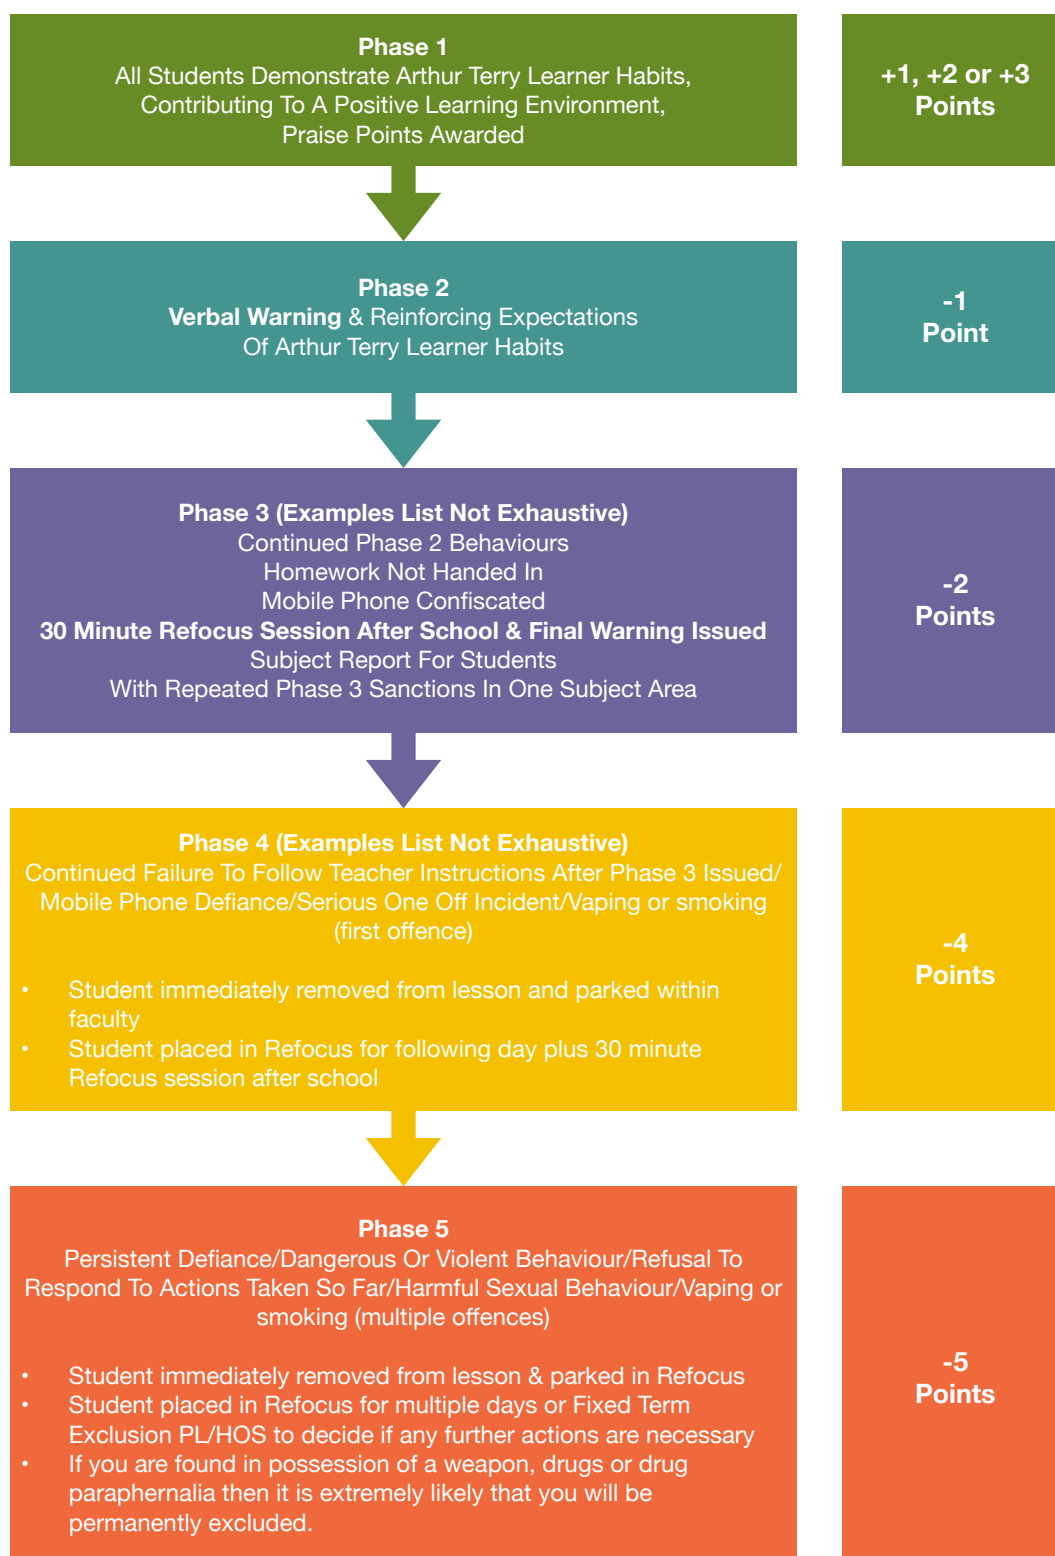 Phase 1
All Students Demonstrate Arthur Terry Learner Habits,
Contributing To A Positive Learning Environment,
Praise Points Awarded
+1, +2 or +3
Points
Phase 2
Verbal Warning & Reinforcing Expectations
Of Arthur Terry Learner Habits
-1
Point
Phase 3 (Examples List Not Exhaustive)
Continued Phase 2 Behaviours
Homework Not Handed In
Mobile Phone Confiscated
30 Minute Refocus Session After School & Final Warning Issued
Subject Report For Students
With Repeated Phase 3 Sanctions In One Subject Area
-2
Points
Phase 4 (Examples List Not Exhaustive)
Continued Failure To Follow Teacher Instructions After Phase 3 Issued/
Mobile Phone Defiance/Serious One Off Incident/Vaping or smoking
(first offence)
• Student immediately removed from lesson and parked within
faculty
• Student placed in Refocus for following day plus 30 minute
Refocus session after school
-4
Points
Phase 5
Persistent Defiance/Dangerous Or Violent Behaviour/Refusal To
Respond To Actions Taken So Far/Harmful Sexual Behaviour/Vaping or
smoking (multiple offences)
• Student immediately removed from lesson & parked in Refocus
• Student placed in Refocus for multiple days or Fixed Term
Exclusion PL/HOS to decide if any further actions are necessary
• If you are found in possession of a weapon, drugs or drug
paraphernalia then it is extremely likely that you will be
permanently excluded.
-5
Points